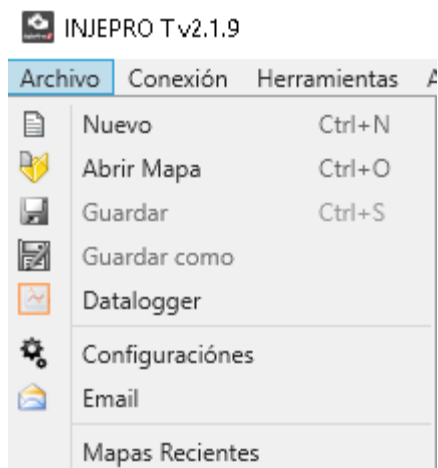 INJEPRO T v2.1.9
Archivo Conexión Herramientas
Nuevo Ctrl+N
Abrir Mapa Ctrl+O
Guardar Ctrl+S
Guardar como
Datalogger
Configuraciónes
Email
Mapas Recientes